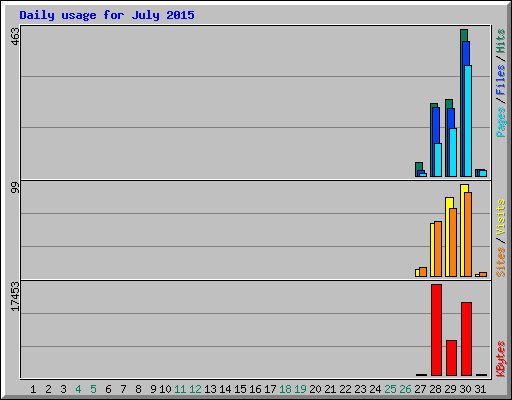 Daily usage for July 2015
463
Pages / Files / Hits
99
Sites / Visits
17453
KBytes
1 2 3 4 5 6 7 8 9 10 11 12 13 14 15 16 17 18 19 20 21 22 23 24 25 26 27 28 29 30 31